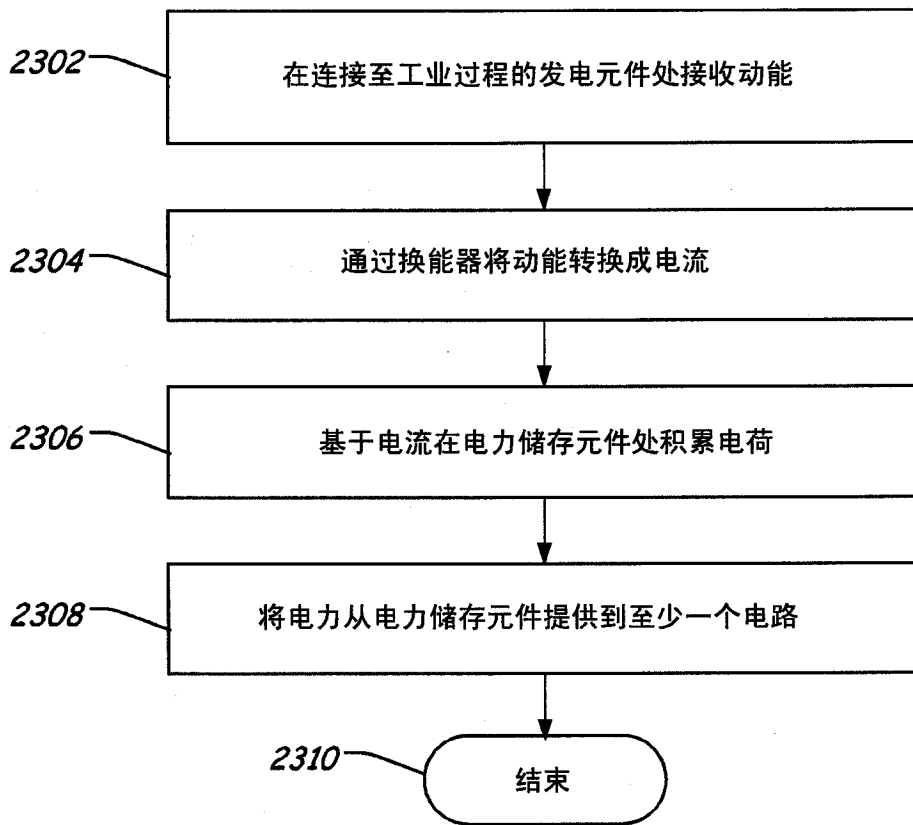 2302
在连接至工业过程的发电元件处接收动能
2304
通过换能器将动能转换成电流
2306
基于电流在电力储存元件处积累电荷
2308
将电力从电力储存元件提供到至少一个电路
2310
结束